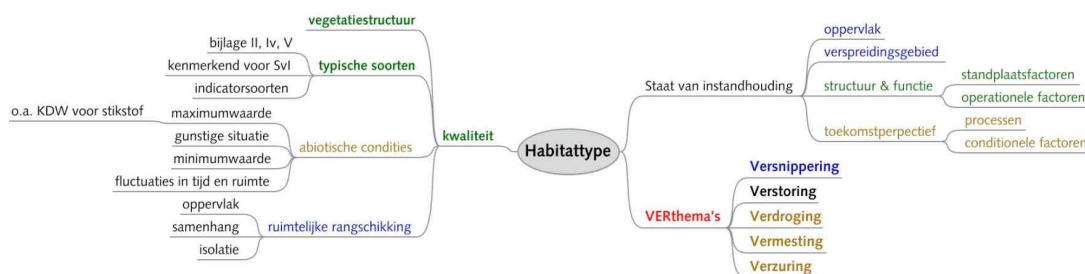 vegetatiestructuur
bijlage II, Iv, V
kenmerkend voor SvI
indicatorsoorten
typische soorten
o.a. KDW voor stikstof
maximumwaarde
gunstige situatie
minimumwaarde
fluctuaties in tijd en ruimte
abiotische condities
oppervlak
samenhang
isolatie
ruimtelijke rangschikking
kwaliteit
Habitattype
Staat van instandhouding
oppervlak
verspreidingsgebied
structuur & functie
standplaatsfactoren
operationele factoren
toekomstperpectief
processen
conditionele factoren
VERthema's
Versnippering
Verstoring
Verdroging
Vermesting
Verzuring